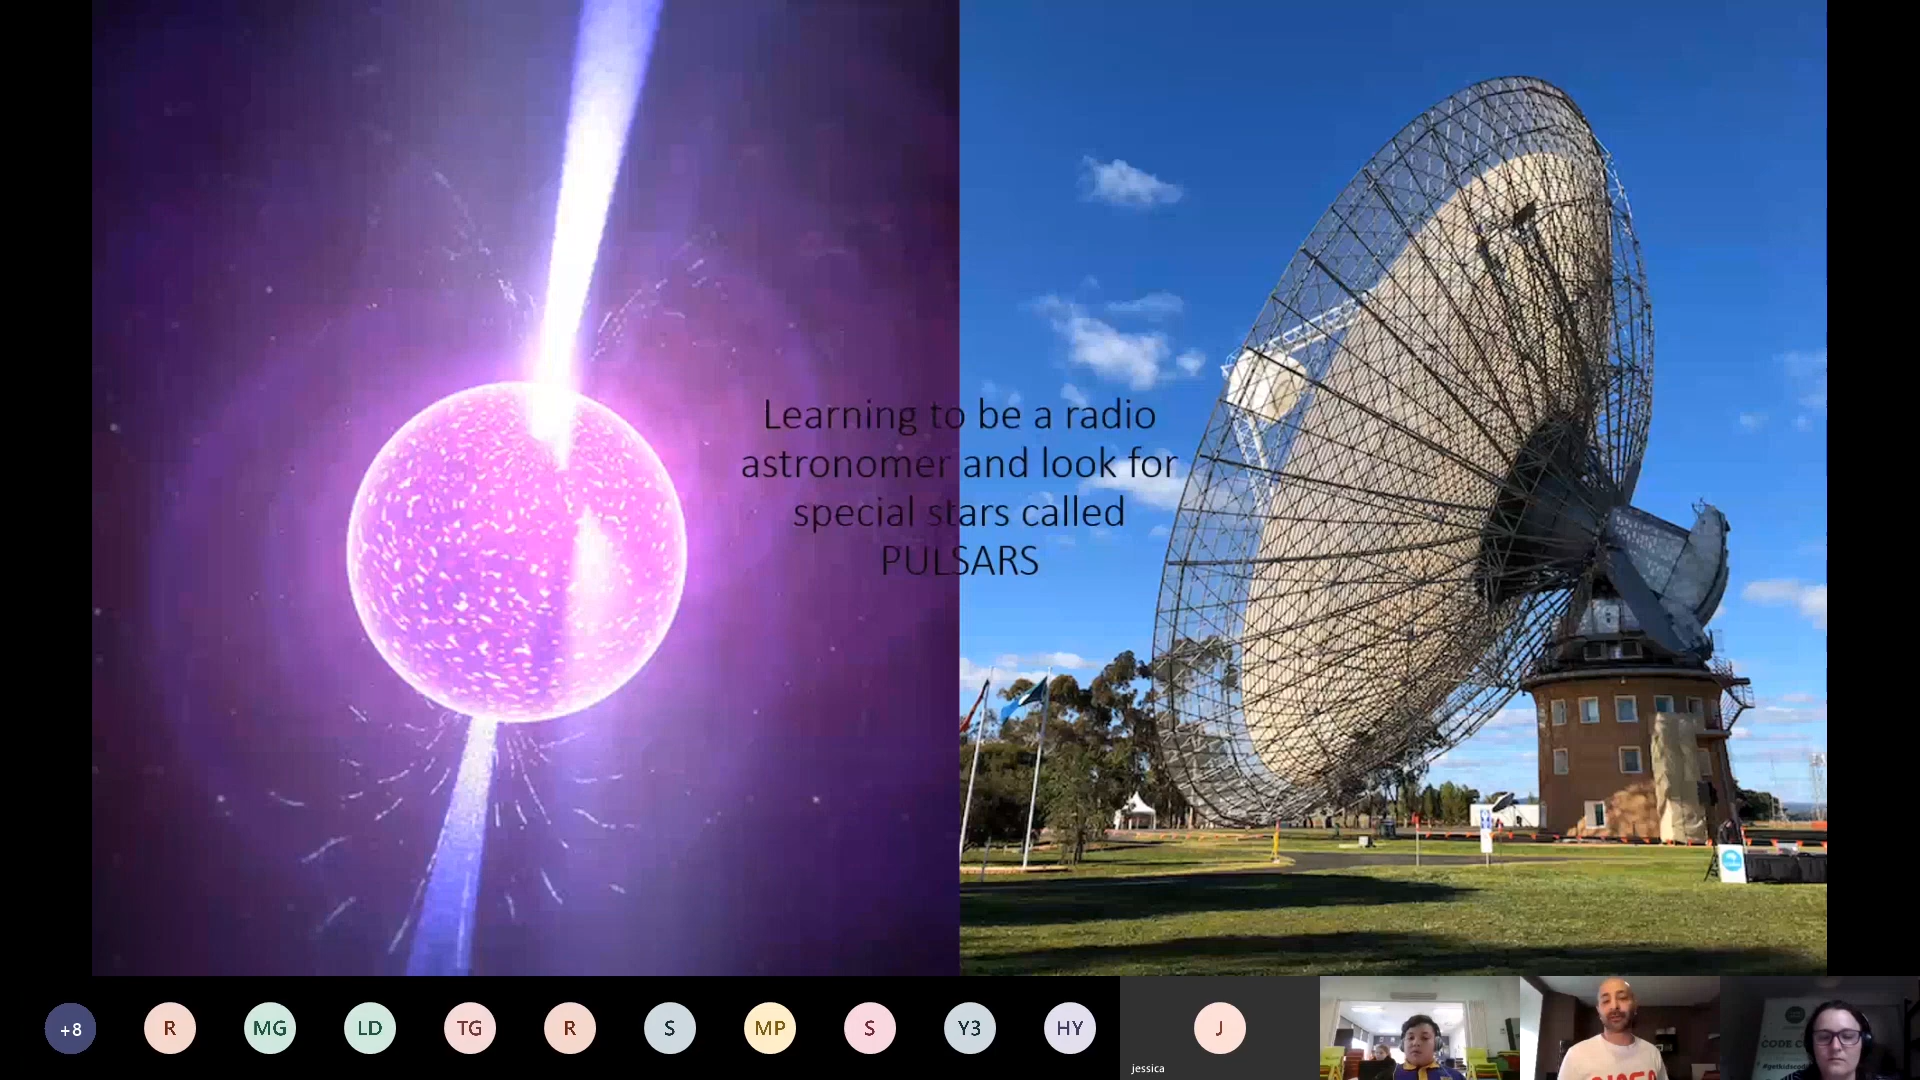 Learning to be a radio
astronomer and look for
special stars called
PULSARS
+8
R
MG
LD
TG
R
S
MP
S
Y3
HY
J
jessica
CODE